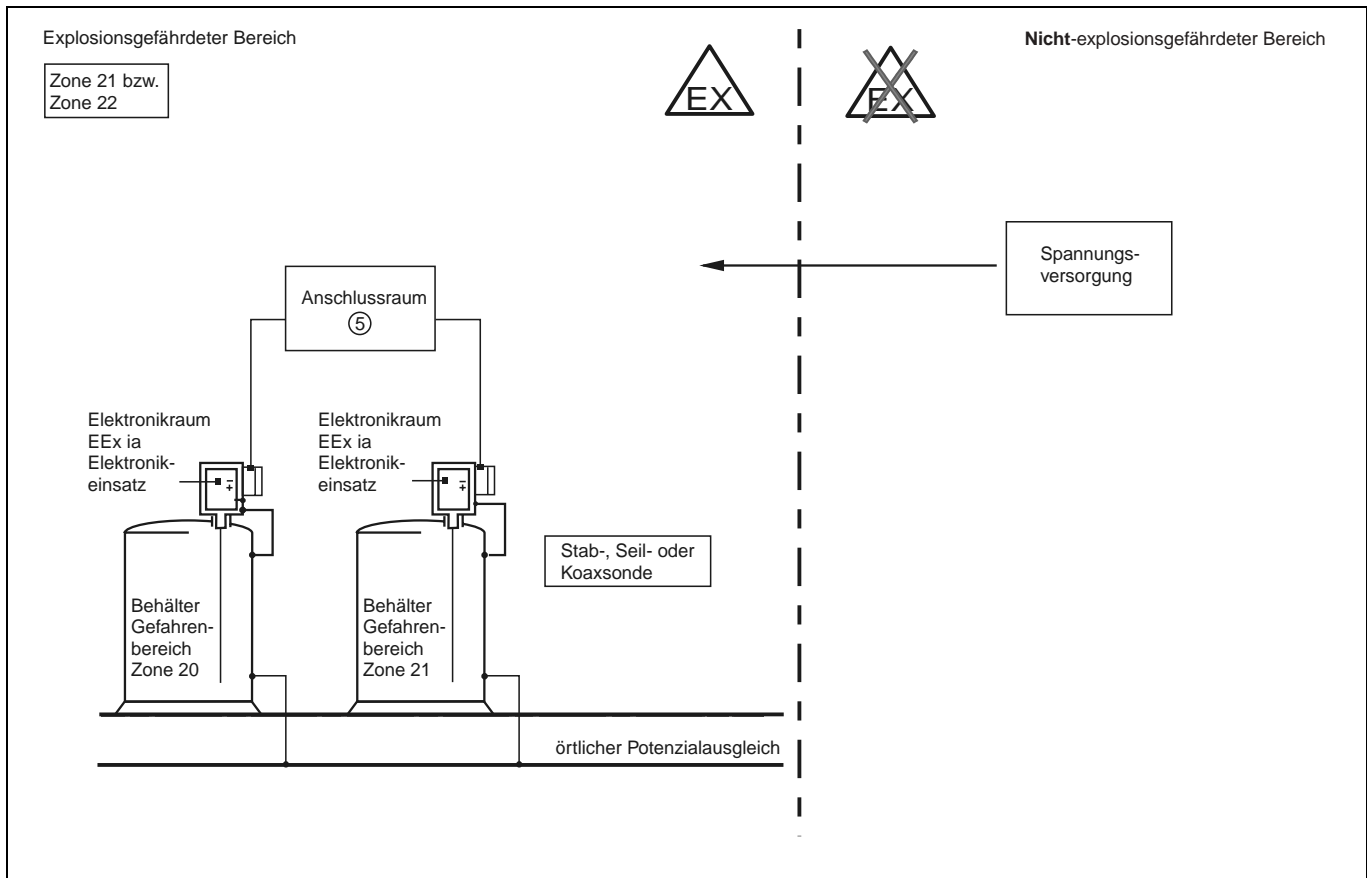 Explosionsgefährdeter Bereich
Nicht-explosionsgefährdeter Bereich
Zone 21 bzw.
Zone 22
EX
EX
Spannungs-
versorgung
Anschlussraum
5
Elektronikraum
EEx ia
Elektronik-
einsatz
Elektronikraum
EEx ia
Elektronik-
einsatz
Stab-, Seil- oder
Koaxsonde
Behälter
Gefahren-
bereich
Zone 20
Behälter
Gefahren-
bereich
Zone 21
örtlicher Potenzialausgleich